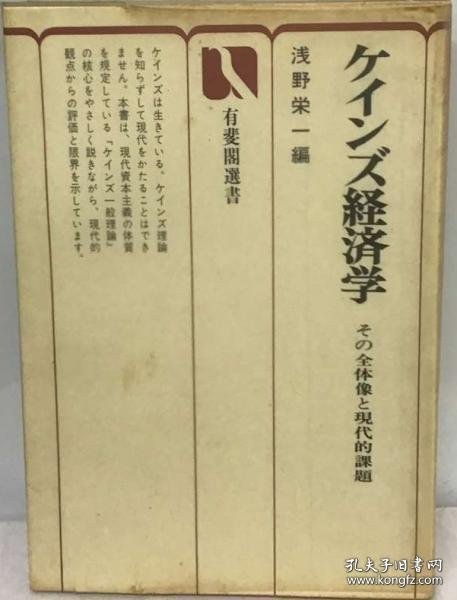 ケインズ経済学
その全体像と現代的課題
浅野栄一編
有斐閣選書
ケインズは生きている。ケインズ理論
を知らずして現代をかたることはでき
ません。本書は、現代資本主義の体質
を規定している『ケインズ一般理論』
の核心をやさしく説きながら、現代的
観点からの評価と限界を示しています。
孔夫子旧书网
book.kongfz.com